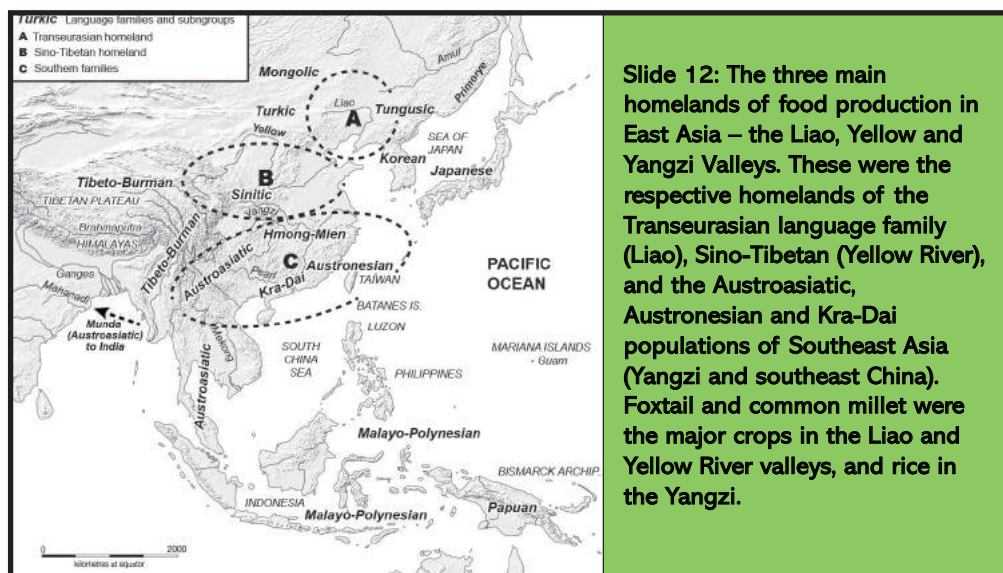 Turkic Language families and subgroups
A Transeurasian homeland
B Sino-Tibetan homeland
C Southern families
Mongolic
Amur
Primorye
Liao
Tungusic
A
Turkic
Yellow
SEA OF
JAPAN
Korean
Japanese
Tibeto-Burman
B
Sinitic
TIBETAN PLATEAU
Yangzi
Brahmaputra
HIMALAYAS
Hmong-Mien
Tibeto-Burman
Austroasiatic
C
Austronesian
Ganges
Pearl
Kra-Dai
TAIWAN
PACIFIC
OCEAN
Mahanadi
BATANES IS.
Munda
(Austroasiatic)
to India
LUZON
Mekong
SOUTH
CHINA
SEA
MARIANA ISLANDS
- Guam
Austroasiatic
PHILIPPINES
Malayo-Polynesian
BISMARCK ARCHIP..
INDONESIA
Malayo-Polynesian
Papuan
0 2000
kilometres at equator
Slide 12: The three main
homelands of food production in
East Asia – the Liao, Yellow and
Yangzi Valleys. These were the
respective homelands of the
Transeurasian language family
(Liao), Sino-Tibetan (Yellow River),
and the Austroasiatic,
Austronesian and Kra-Dai
populations of Southeast Asia
(Yangzi and southeast China).
Foxtail and common millet were
the major crops in the Liao and
Yellow River valleys, and rice in
the Yangzi.